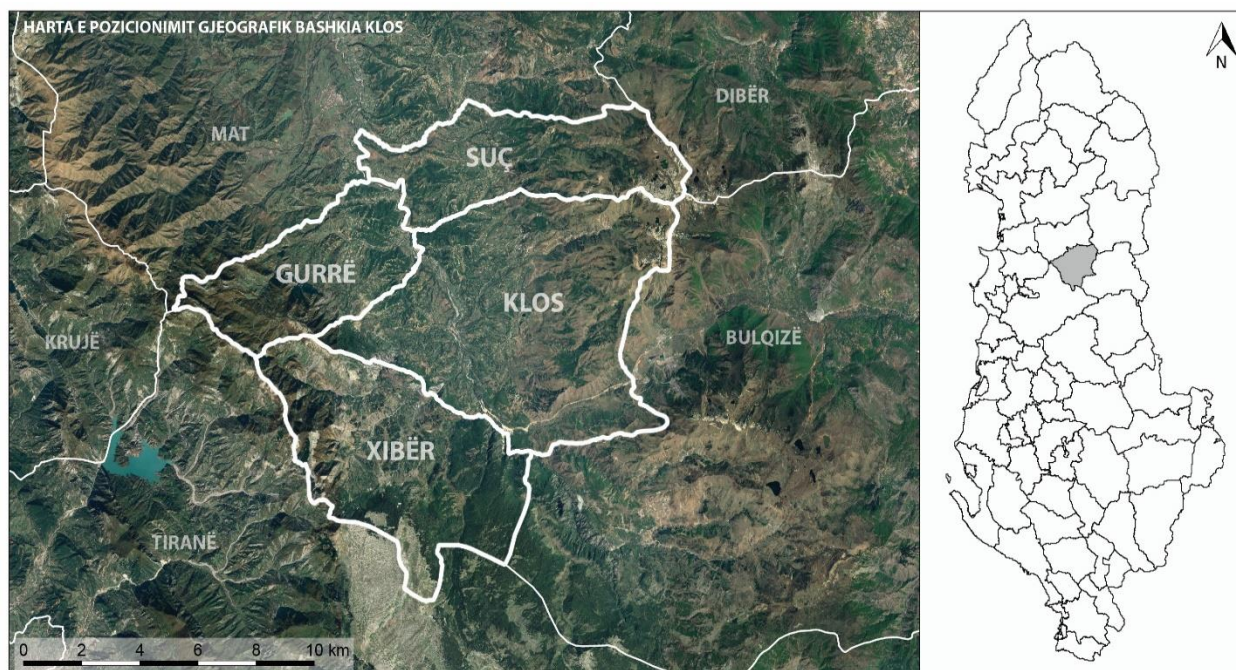 HARTA E POZICIONIMIT GJEOGRAFIK BASHKIA KLOS
N
DIBËR
MAT
SUÇ
GURRË
KLOS
KRUJË
BULQIZË
XIBËR
TIRANË
0 2 4 6 8 10 km